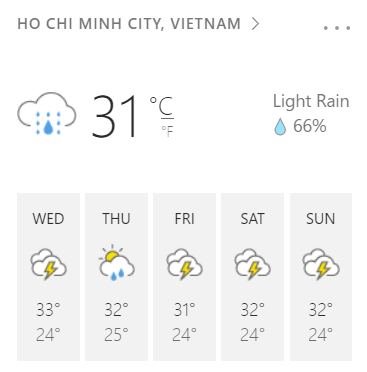 HO CHI MINH CITY, VIETNAM
31 °C
°F
Light Rain
66%
WED THU FRI SAT SUN
33° 32° 31° 32° 32°
24° 25° 24° 24° 24°